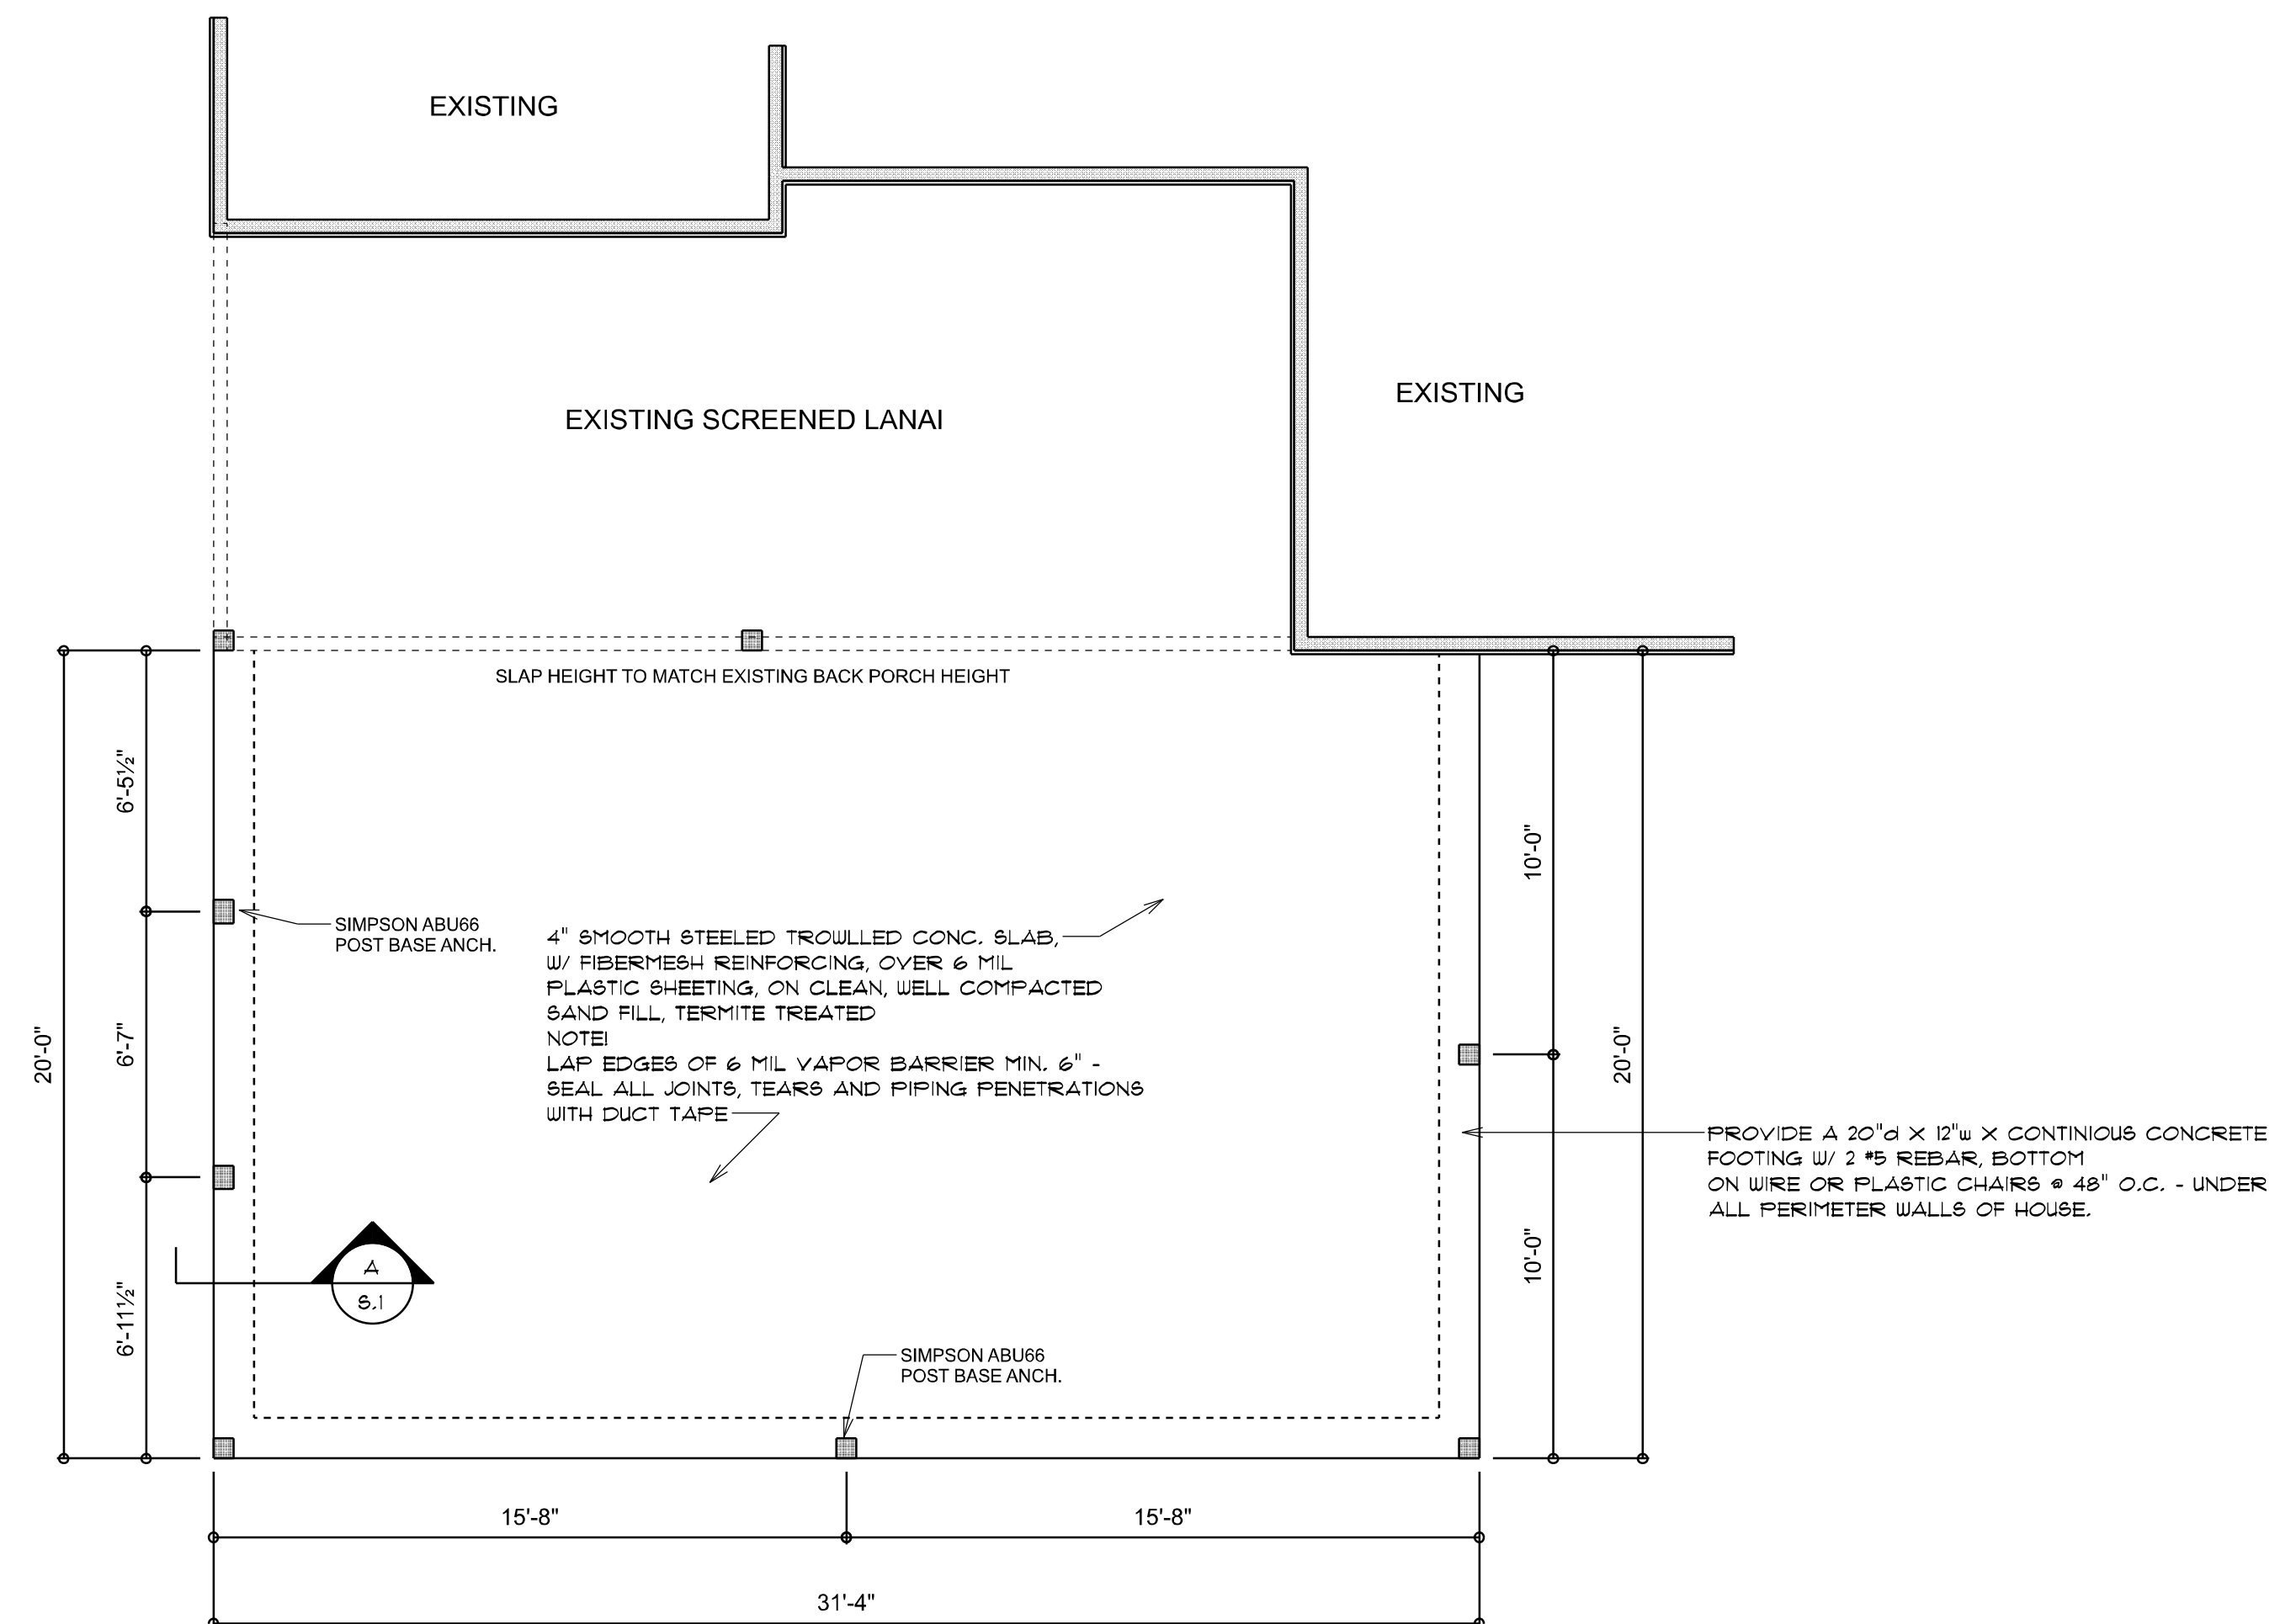 EXISTING
EXISTING
EXISTING SCREENED LANAI
SLAP HEIGHT TO MATCH EXISTING BACK PORCH HEIGHT
6'-5½"
10'-0"
SIMPSON ABU66
POST BASE ANCH.
4" SMOOTH STEELED TROWLLED CONC. SLAB,
W/ FIBERMESH REINFORCING, OVER 6 MIL
PLASTIC SHEETING, ON CLEAN, WELL COMPACTED
SAND FILL, TERMITE TREATED
NOTE!
LAP EDGES OF 6 MIL VAPOR BARRIER MIN. 6" -
SEAL ALL JOINTS, TEARS AND PIPING PENETRATIONS
WITH DUCT TAPE
20'-0"
6'-7"
20'-0"
PROVIDE A 20"d X 12"w X CONTINIOUS CONCRETE
FOOTING W/ 2 #5 REBAR, BOTTOM
ON WIRE OR PLASTIC CHAIRS @ 48" O.C. - UNDER
ALL PERIMETER WALLS OF HOUSE.
10'-0"
A
S.1
6'-11½"
SIMPSON ABU66
POST BASE ANCH.
15'-8"
15'-8"
31'-4"